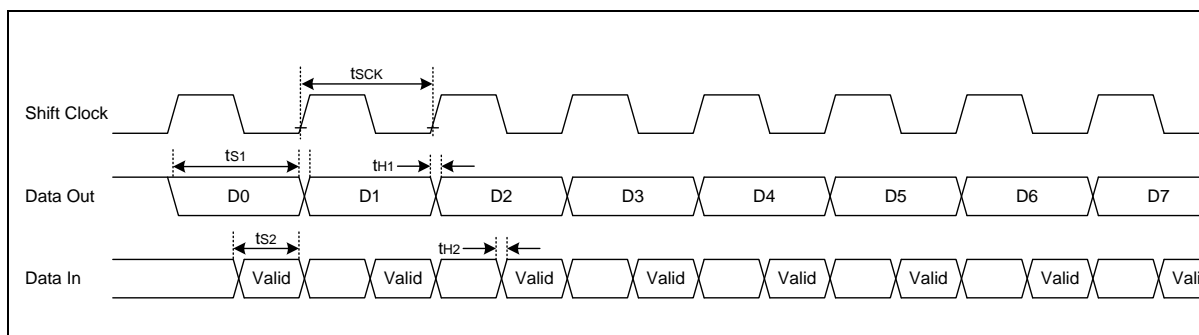 tSCK
Shift Clock
tS1
tH1
Data Out D0 D1 D2 D3 D4 D5 D6 D7
tS2
tH2
Data In Valid Valid Valid Valid Valid Valid Valid Vali